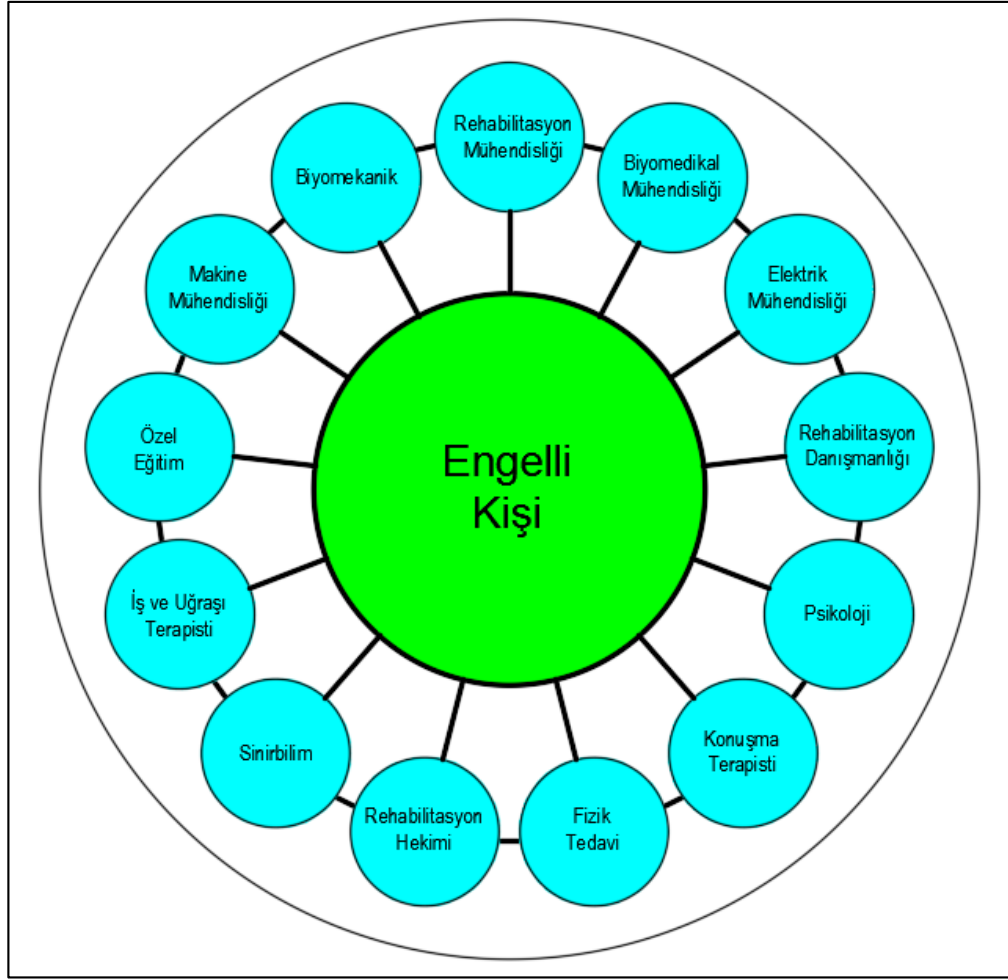 Rehabilitasyon
Mühendisliği
Biyomedikal
Mühendisliği
Elektrik
Mühendisliği
Rehabilitasyon
Danışmanlığı
Psikoloji
Konuşma
Terapisti
Fizik
Tedavi
Rehabilitasyon
Hekimi
Sinirbilim
İş ve Uğraşı
Terapisti
Özel
Eğitim
Makine
Mühendisliği
Biyomekanik
Engelli
Kişi